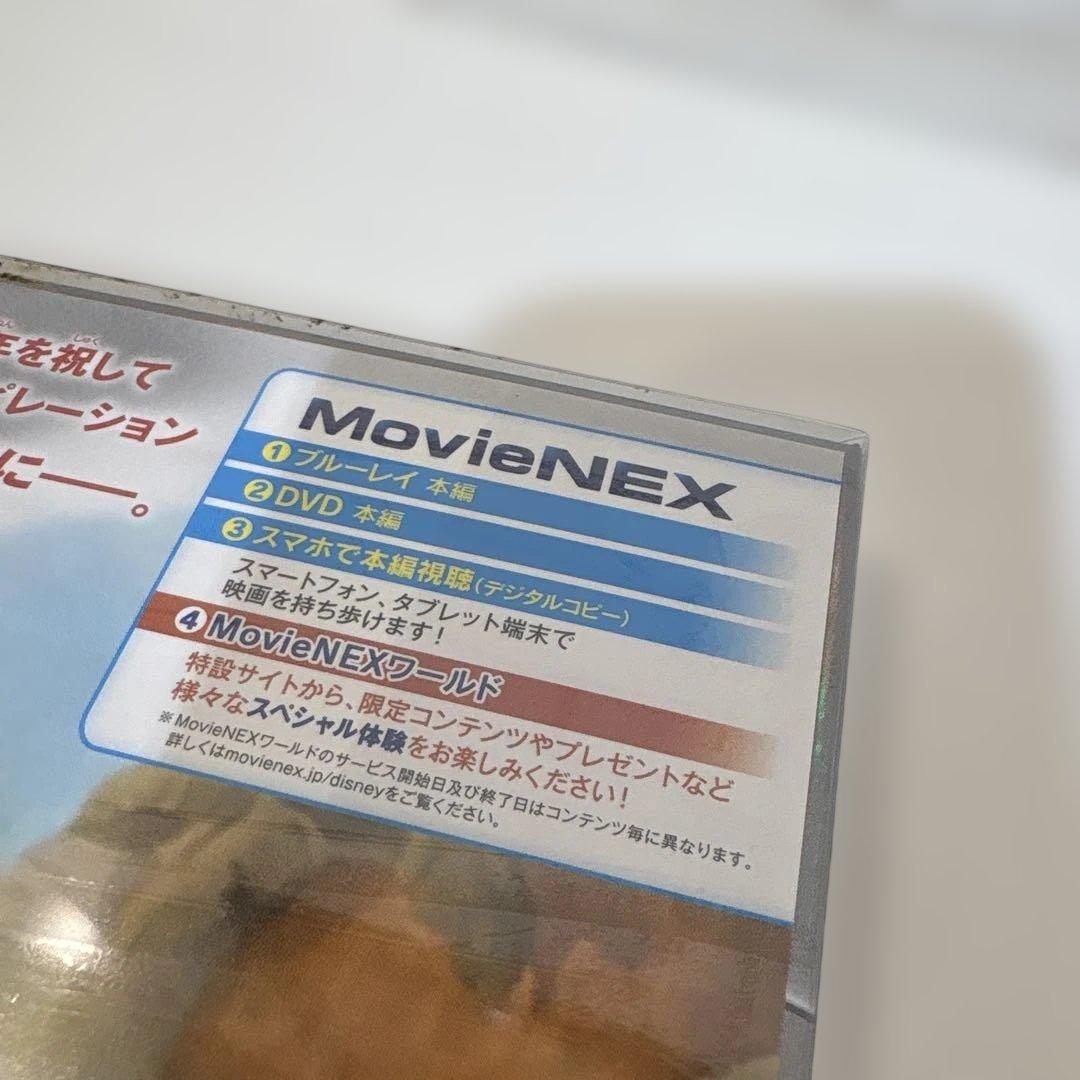 年を祝して
しゅく
ピレーション
に——。
MovieNEX
① ブルーレイ 本編
② DVD 本編
③ スマホで本編視聴(デジタルコピー)
スマートフォン、タブレット端末で
映画を持ち歩けます!
④ MovieNEXワールド
特設サイトから、限定コンテンツやプレゼントなど
様々なスペシャル体験をお楽しみください!
※MovieNEXワールドのサービス開始日及び終了日はコンテンツ毎に異なります。
詳しくはmovienex.jp/disneyをご覧ください。